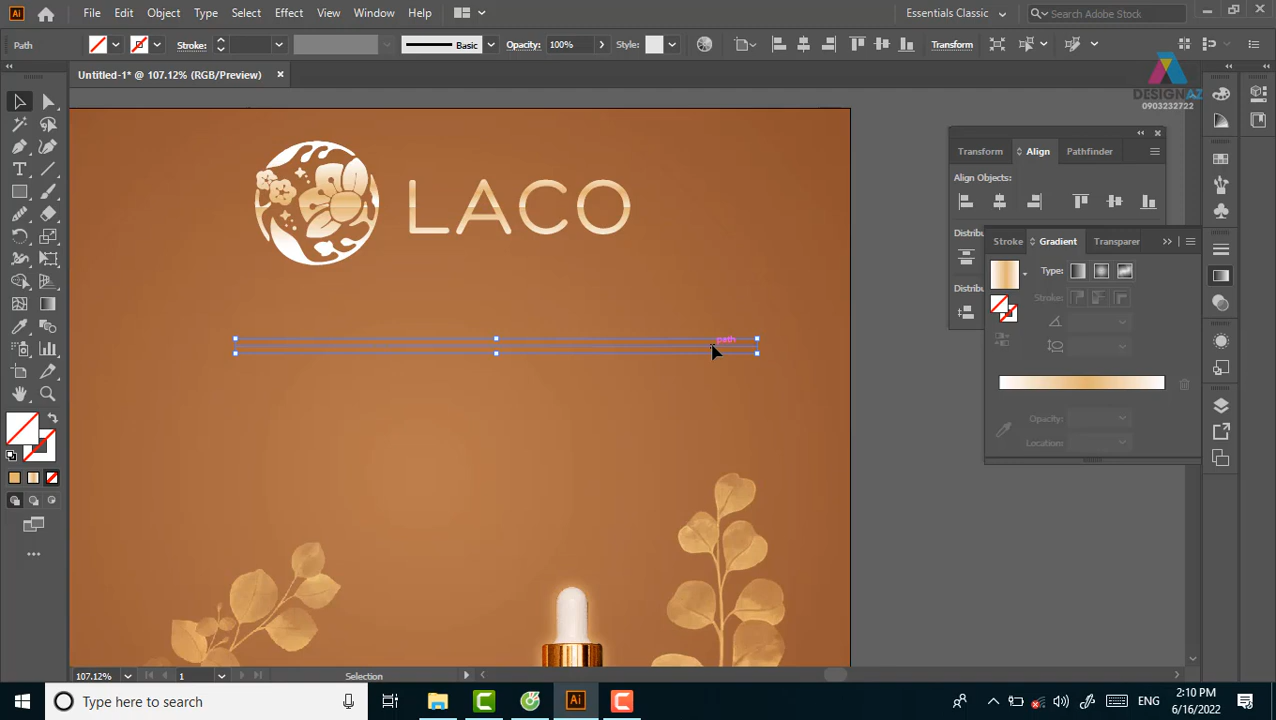 File Edit Object Type Select Effect View Window Help
Essentials Classic
Search Adobe Stock
Path
Stroke:
Basic
Opacity: 100%
Style:
Transform
Untitled-1* @ 107.12% (RGB/Preview)
DESIGNAZ
0903232722
LACO
path
Transform Align Pathfinder
Align Objects:
Distribu
Distribu
Stroke Gradient Transparer
Type:
Stroke:
Opacity:
Location:
107.12% 1 Selection
Type here to search
Ai
ENG
2:10 PM
6/16/2022